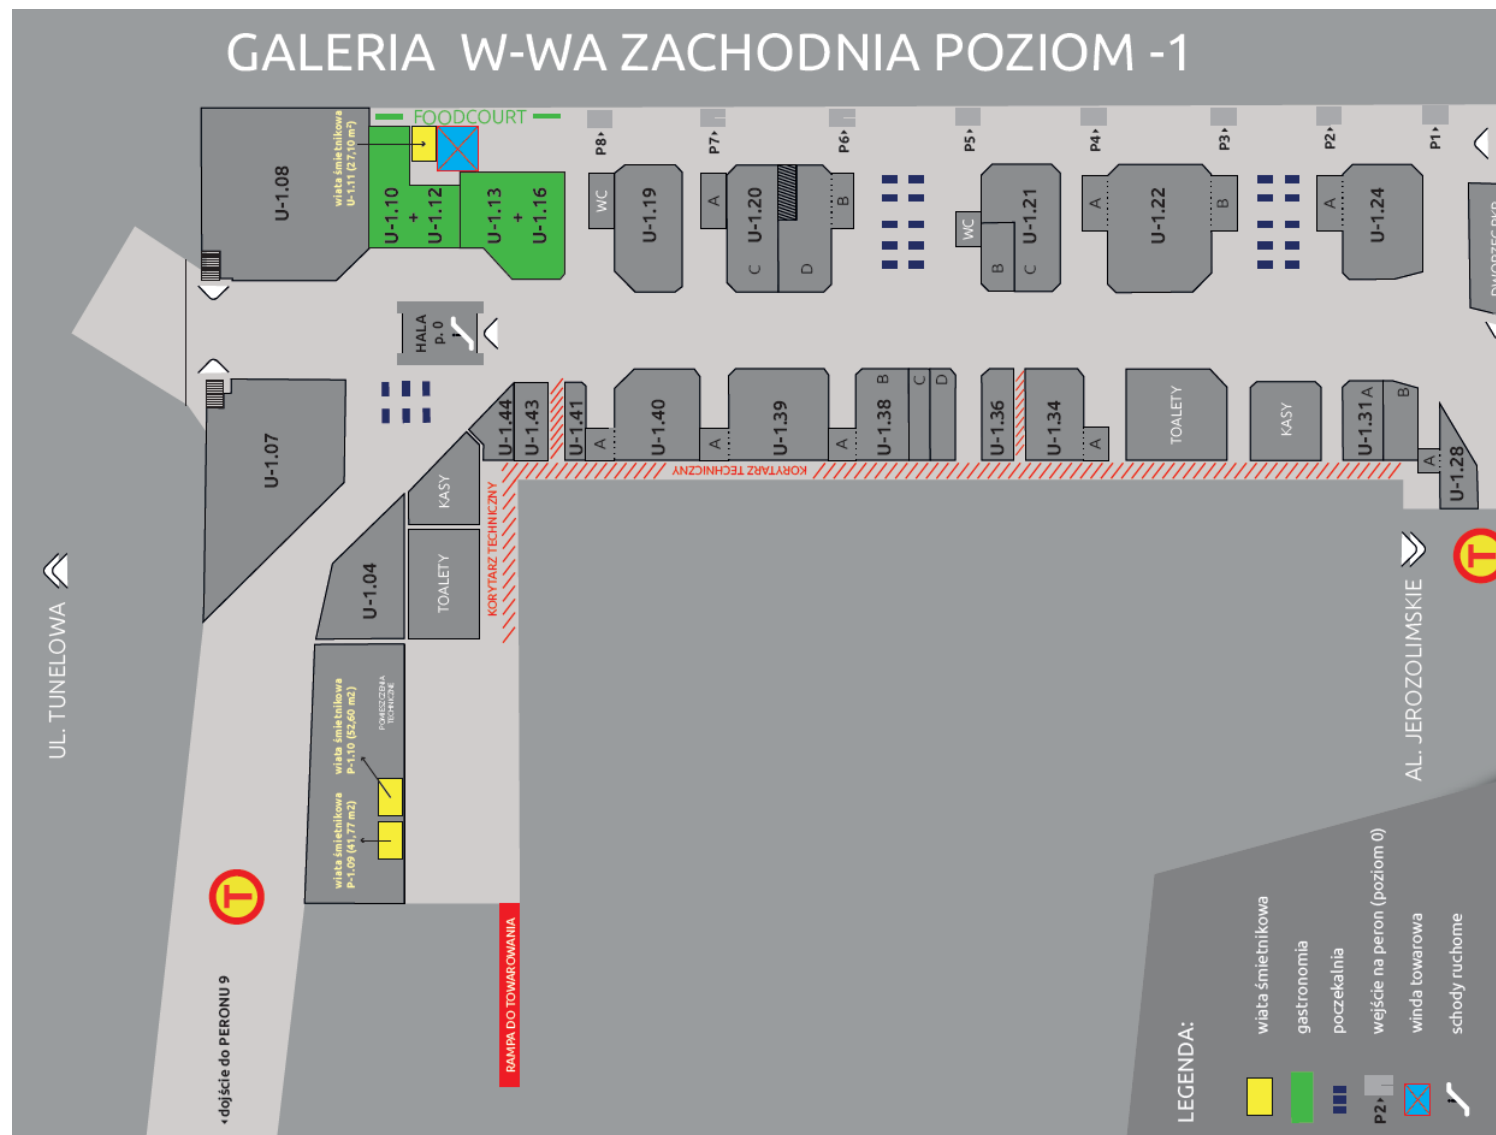 GALERIA W-WA ZACHODNIA POZIOM -1
FOODCOURT
wiata śmietnikowa
U-1.11 (27,10 m²)
U-1.08
U-1.10
+
U-1.12
U-1.13
+
U-1.16
P8
P7
P6
P5
P4
P3
P2
P1
WC
U-1.19
A
U-1.20
C
D
B
WC
U-1.21
B
C
A
U-1.22
B
A
U-1.24
DWORZEC PKP
HALA
p. 0
U-1.07
U-1.44
U-1.43
U-1.41
A
U-1.40
A
U-1.39
A
U-1.38
B
C
D
U-1.36
U-1.34
A
TOALETY
KASY
U-1.31
A
B
A
U-1.28
KORYTARZ TECHNICZNY
KORYTARZ TECHNICZNY
KASY
TOALETY
U-1.04
T
UL. TUNELOWA
AL. JEROZOLIMSKIE
wiata śmietnikowa
P-1.10 (52,60 m2)
POMIESZCZENIA
TECHNICZNE
wiata śmietnikowa
P-1.09 (41,77 m2)
T
dojście do PERONU 9
RAMPA DO TOWAROWANIA
LEGENDA:
wiata śmietnikowa
gastronomia
poczekalnia
P2
wejście na peron (poziom 0)
winda towarowa
schody ruchome